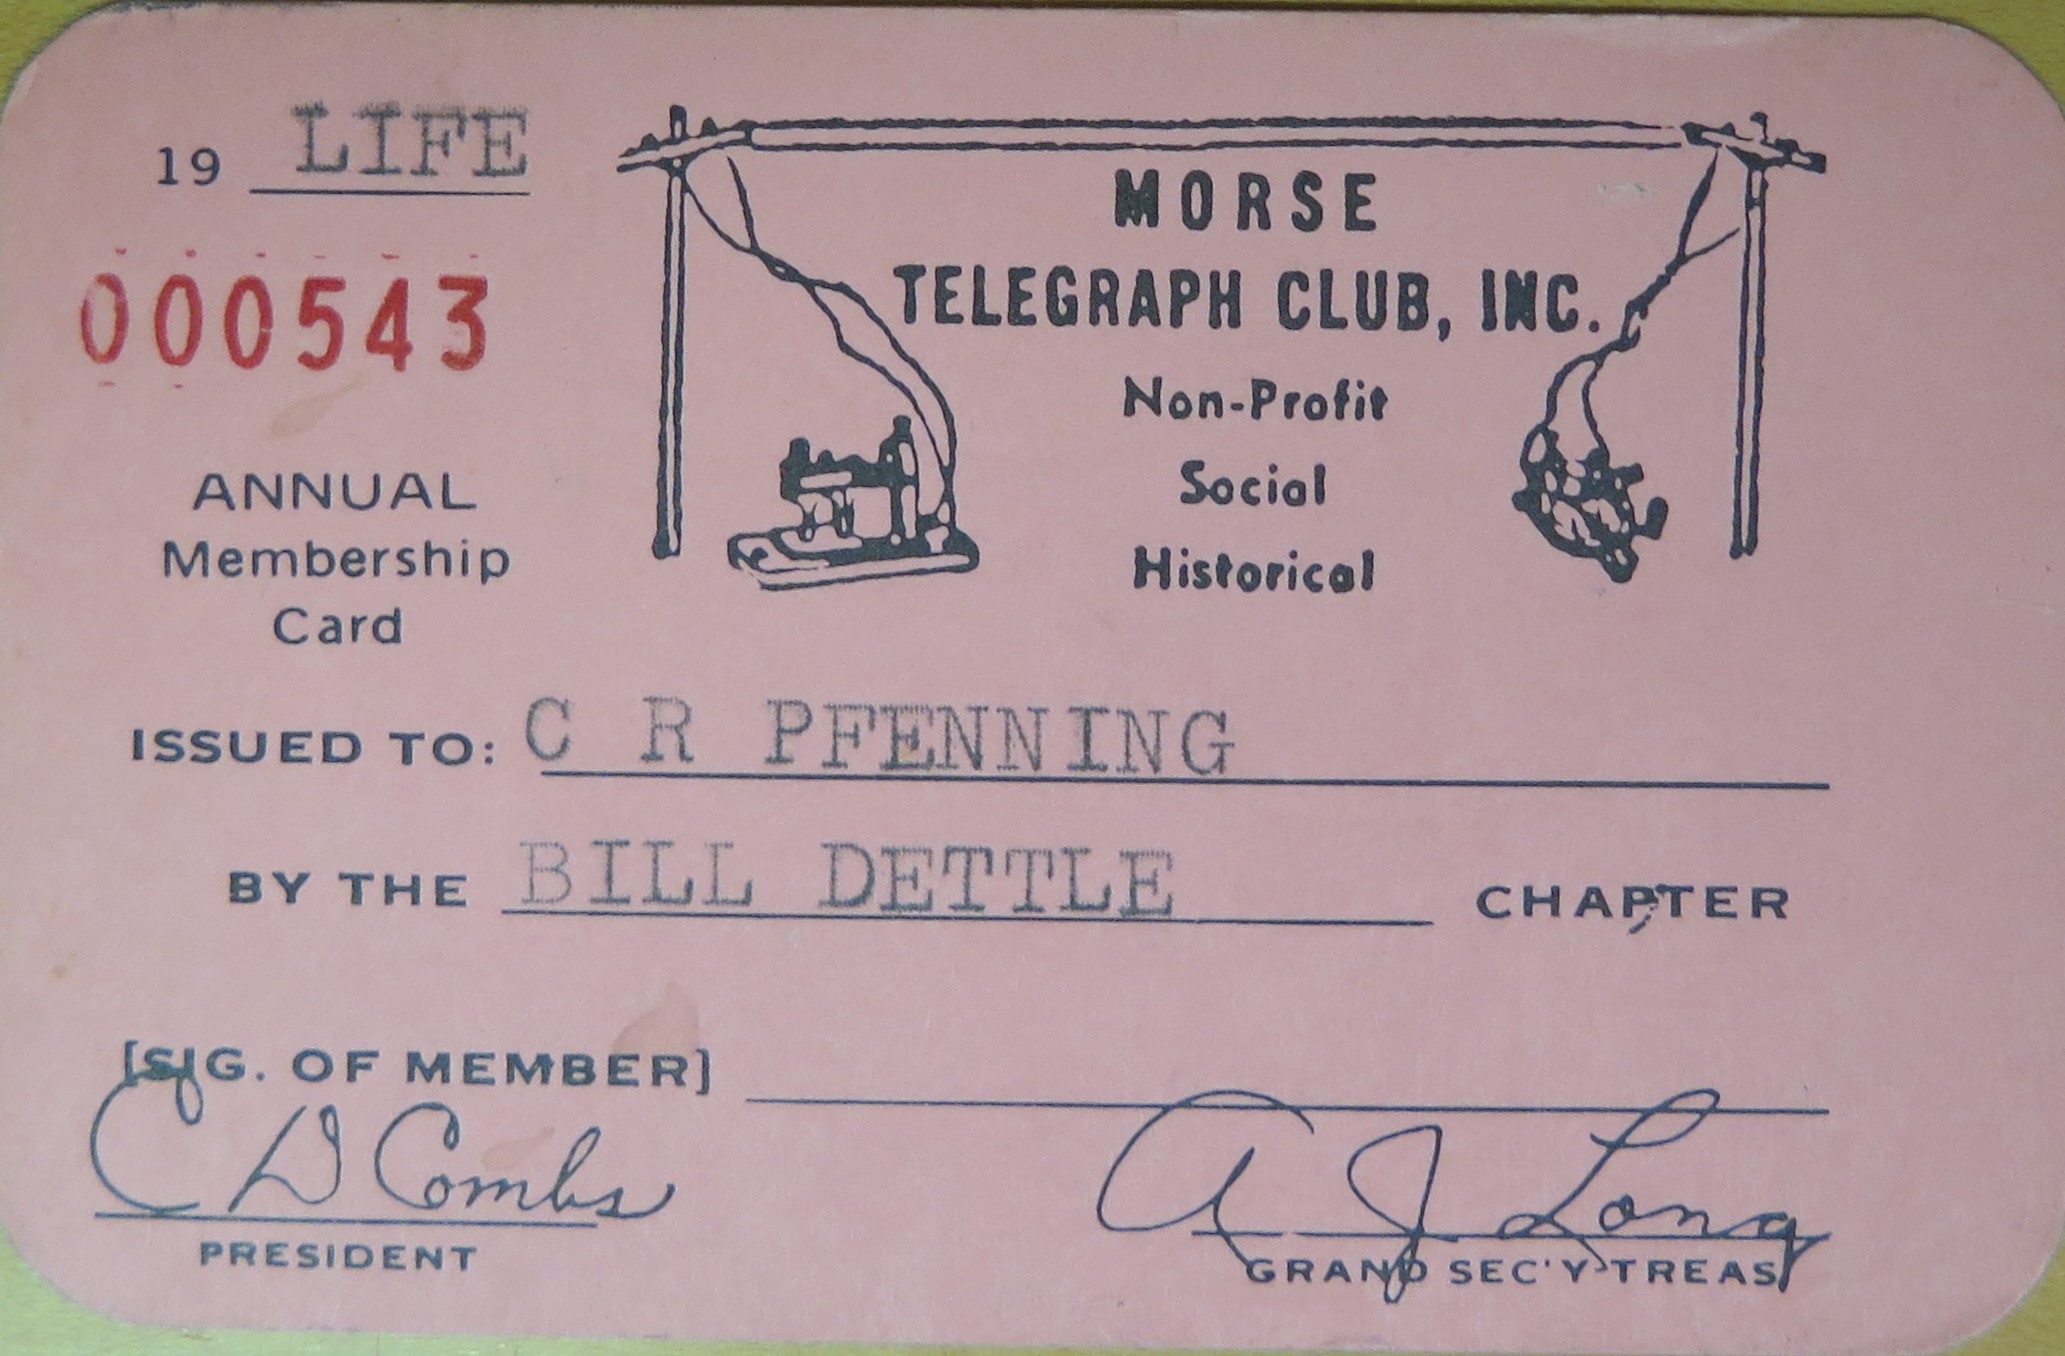 19 LIFE
000543
ANNUAL
Membership
Card
MORSE
TELEGRAPH CLUB, INC.
Non-Profit
Social
Historical
ISSUED TO: C R PFENNING
BY THE BILL DETTLE CHAPTER
[SIG. OF MEMBER]
C D Combs
PRESIDENT
A J Long
GRAND SEC'Y-TREAS